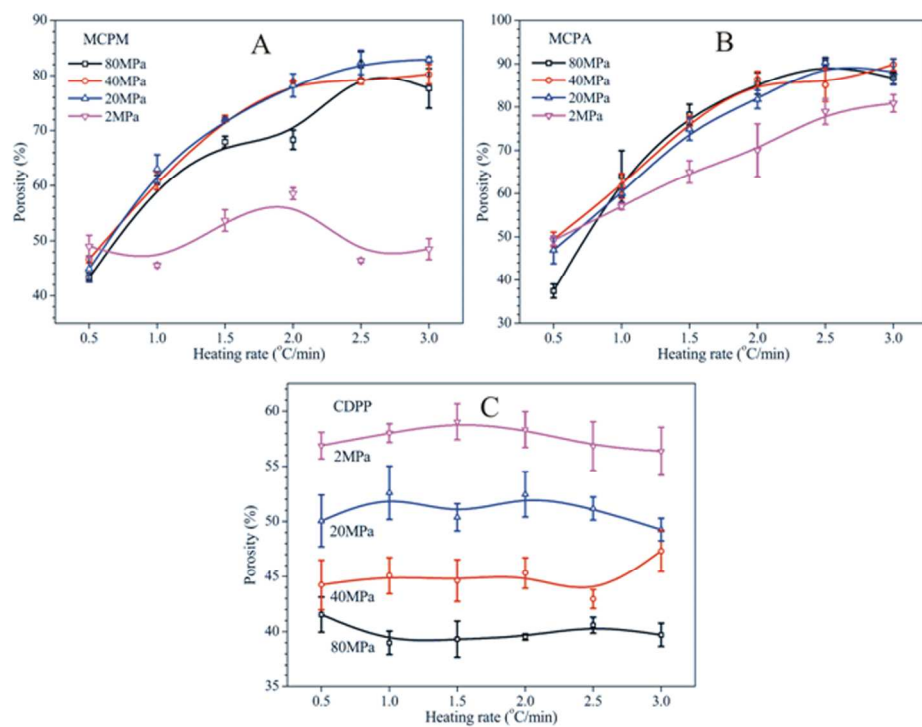 A
MCPM
80MPa
40MPa
20MPa
2MPa
90
80
70
60
50
40
Porosity (%)
0.5 1.0 1.5 2.0 2.5 3.0
Heating rate (°C/min)
B
MCPA
80MPa
40MPa
20MPa
2MPa
100
90
80
70
60
50
40
30
Porosity (%)
0.5 1.0 1.5 2.0 2.5 3.0
Heating rate (°C/min)
CDPP
C
2MPa
20MPa
40MPa
80MPa
60
55
50
45
40
35
Porosity (%)
0.5 1.0 1.5 2.0 2.5 3.0
Heating rate (°C/min)